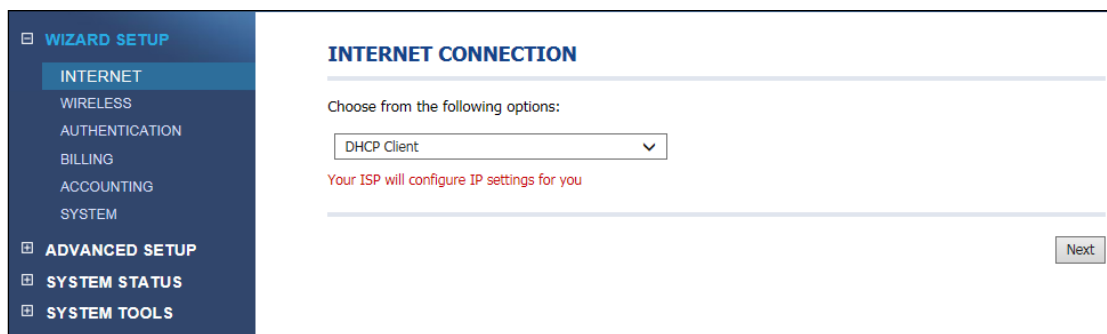 WIZARD SETUP
INTERNET
WIRELESS
AUTHENTICATION
BILLING
ACCOUNTING
SYSTEM
ADVANCED SETUP
SYSTEM STATUS
SYSTEM TOOLS
INTERNET CONNECTION
Choose from the following options:
DHCP Client
Your ISP will configure IP settings for you
Next